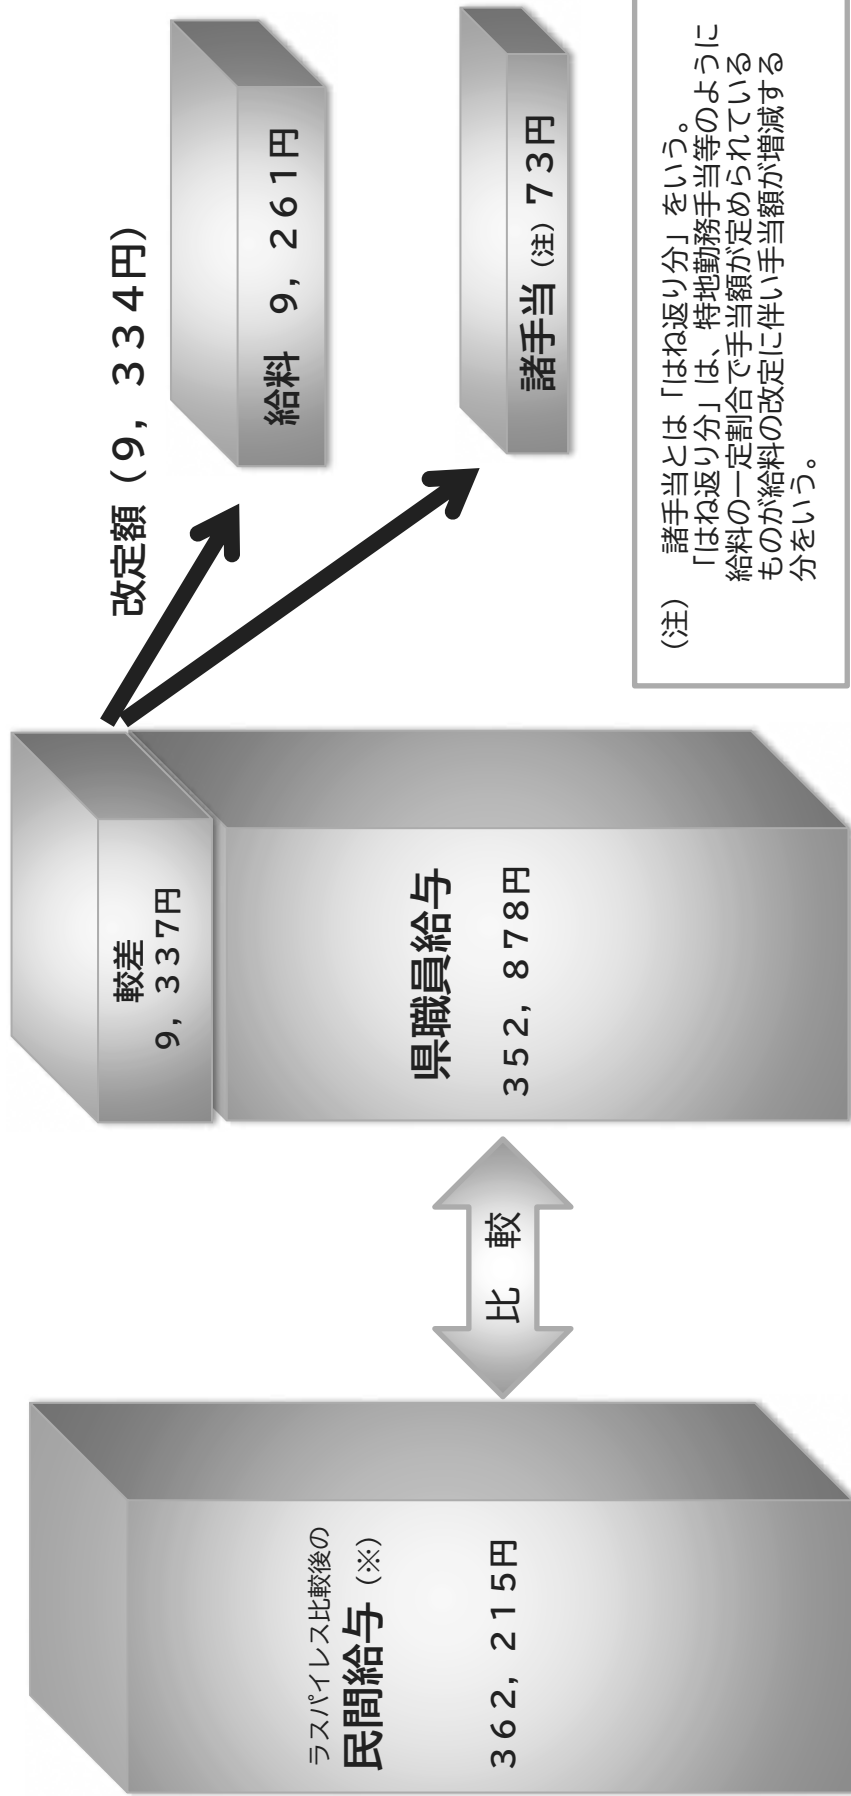 ラスパイレス比較後の
民間給与(※)
362,215円
比 較
較差
9,337円
県職員給与
352,878円
改定額(9,334円)
給料 9,261円
諸手当(注)73円
(注) 諸手当とは「はね返り分」をいう。
「はね返り分」は、特地勤務手当等のように
給料の一定割合で手当額が定められている
ものが給料の改定に伴い手当額が増減する
分をいう。